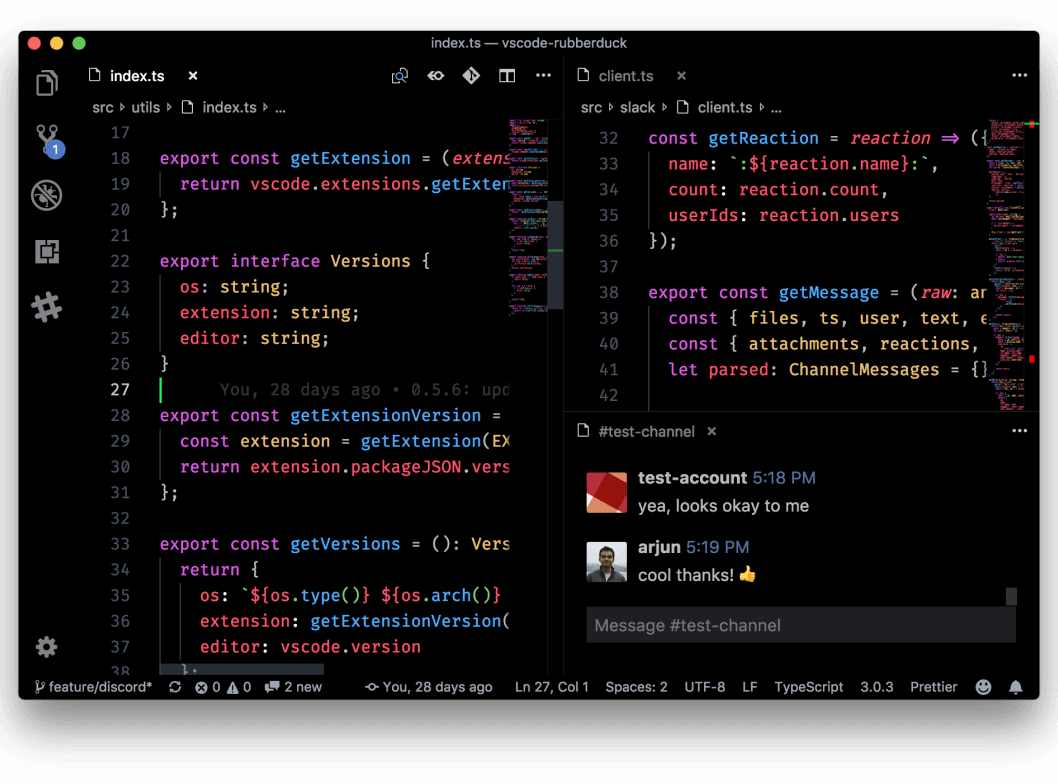 index.ts — vscode-rubberduck
index.ts
src utils index.ts ...
17
18 export const getExtension = (extens
19 return vscode.extensions.getExten
20 };
21
22 export interface Versions {
23 os: string;
24 extension: string;
25 editor: string;
26 }
27 You, 28 days ago • 0.5.6: upd
28 export const getExtensionVersion =
29 const extension = getExtension(EX
30 return extension.packageJSON.vers
31 };
32
33 export const getVersions = (): Vers
34 return {
35 os: `${os.type()} ${os.arch()}
36 extension: getExtensionVersion(
37 editor: vscode.version
38 };
client.ts
src slack client.ts ...
32 const getReaction = reaction => ({
33 name: `:${reaction.name}:`,
34 count: reaction.count,
35 userIds: reaction.users
36 });
37
38 export const getMessage = (raw: an
39 const { files, ts, user, text, e
40 const { attachments, reactions,
41 let parsed: ChannelMessages = {}
42
#test-channel
test-account 5:18 PM
yea, looks okay to me
arjun 5:19 PM
cool thanks! 👍
Message #test-channel
1
feature/discord* 0 0 2 new You, 28 days ago Ln 27, Col 1 Spaces: 2 UTF-8 LF TypeScript 3.0.3 Prettier